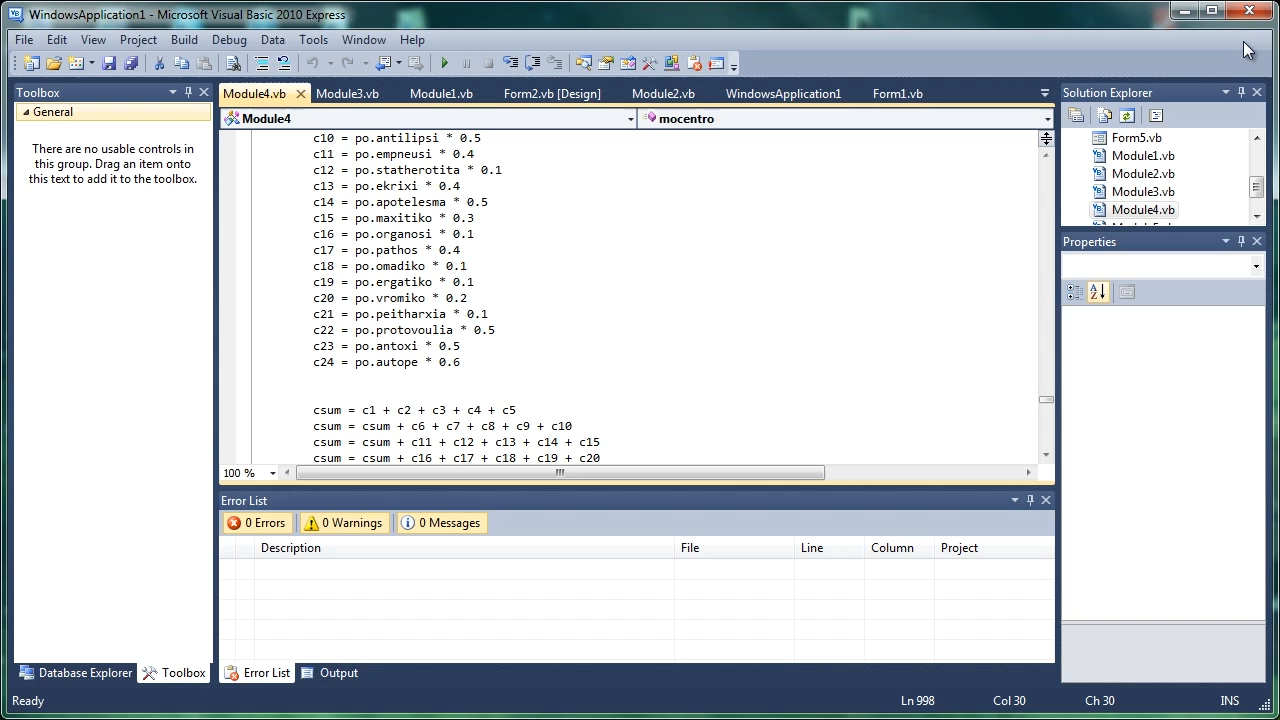 WindowsApplication1 - Microsoft Visual Basic 2010 Express
File Edit View Project Build Debug Data Tools Window Help
Toolbox
General
There are no usable controls in
this group. Drag an item onto
this text to add it to the toolbox.
Database Explorer Toolbox
Module4.vb Module3.vb Module1.vb Form2.vb [Design] Module2.vb WindowsApplication1 Form1.vb
Module4 mocentro
c10 = po.antilipsi * 0.5
c11 = po.empneusi * 0.4
c12 = po.statherotita * 0.1
c13 = po.ekrixi * 0.4
c14 = po.apotelesma * 0.5
c15 = po.maxitiko * 0.3
c16 = po.organosi * 0.1
c17 = po.pathos * 0.4
c18 = po.omadiko * 0.1
c19 = po.ergatiko * 0.1
c20 = po.vromiko * 0.2
c21 = po.peitharxia * 0.1
c22 = po.protovoulia * 0.5
c23 = po.antoxi * 0.5
c24 = po.autope * 0.6
csum = c1 + c2 + c3 + c4 + c5
csum = csum + c6 + c7 + c8 + c9 + c10
csum = csum + c11 + c12 + c13 + c14 + c15
csum = csum + c16 + c17 + c18 + c19 + c20
100 %
Error List
0 Errors 0 Warnings 0 Messages
Description File Line Column Project
Error List Output
Solution Explorer
Form5.vb
Module1.vb
Module2.vb
Module3.vb
Module4.vb
Properties
Ready Ln 998 Col 30 Ch 30 INS